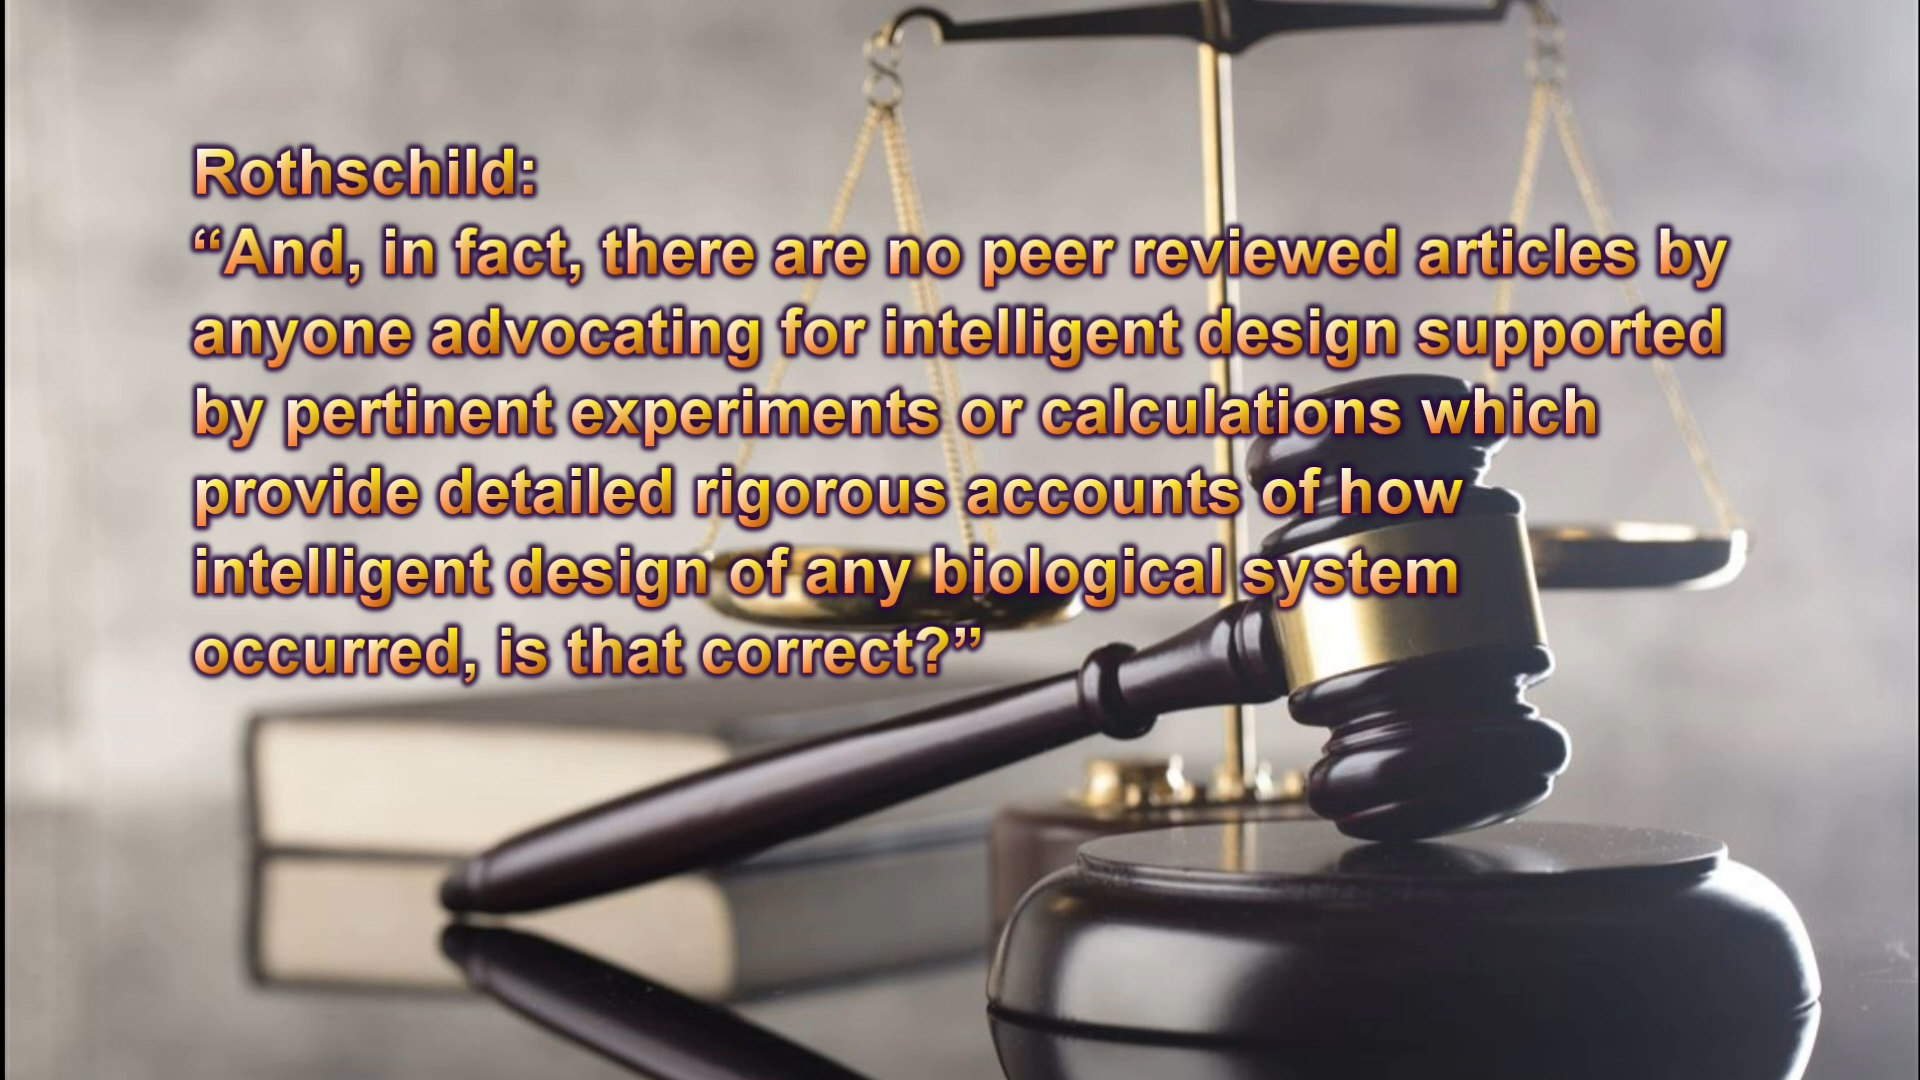 Rothschild:
“And, in fact, there are no peer reviewed articles by
anyone advocating for intelligent design supported
by pertinent experiments or calculations which
provide detailed rigorous accounts of how
intelligent design of any biological system
occurred, is that correct?”